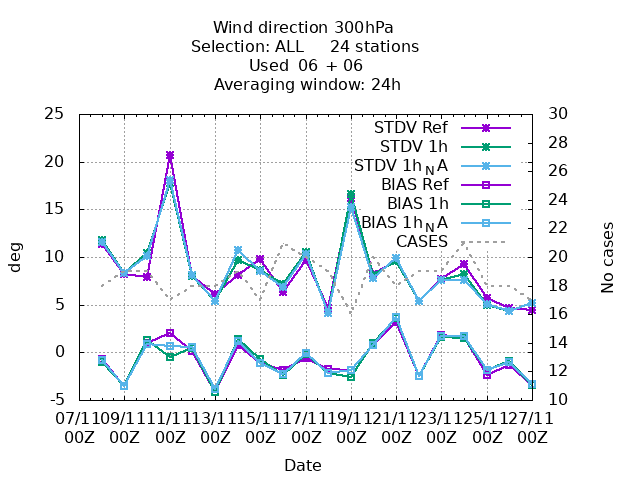 Wind direction 300hPa
Selection: ALL 24 stations
Used 06 + 06
Averaging window: 24h
25
20
15
10
5
0
-5
deg
30
28
26
24
22
20
18
16
14
12
10
No cases
STDV Ref
STDV 1h
STDV 1hNA
BIAS Ref
BIAS 1h
BIAS 1hNA
CASES
07/11 09/11 11/11 13/11 15/11 17/11 19/11 21/11 23/11 25/11 27/11
00Z 00Z 00Z 00Z 00Z 00Z 00Z 00Z 00Z 00Z 00Z
Date